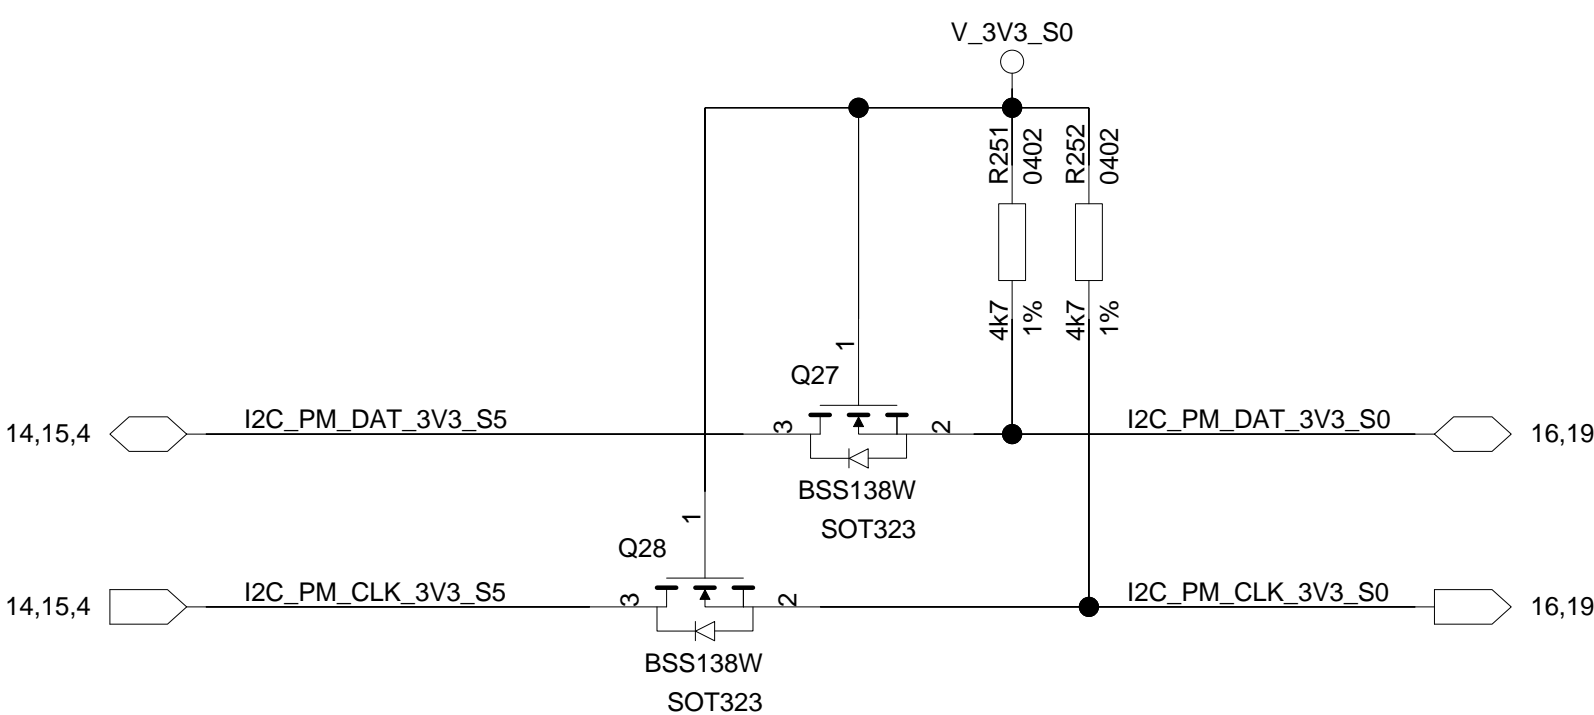 V_3V3_S0
R251
0402
R252
0402
4k7
1%
4k7
1%
1
Q27
14,15,4
I2C_PM_DAT_3V3_S5
3
2
I2C_PM_DAT_3V3_S0
16,19
BSS138W
SOT323
1
Q28
14,15,4
I2C_PM_CLK_3V3_S5
3
2
I2C_PM_CLK_3V3_S0
16,19
BSS138W
SOT323